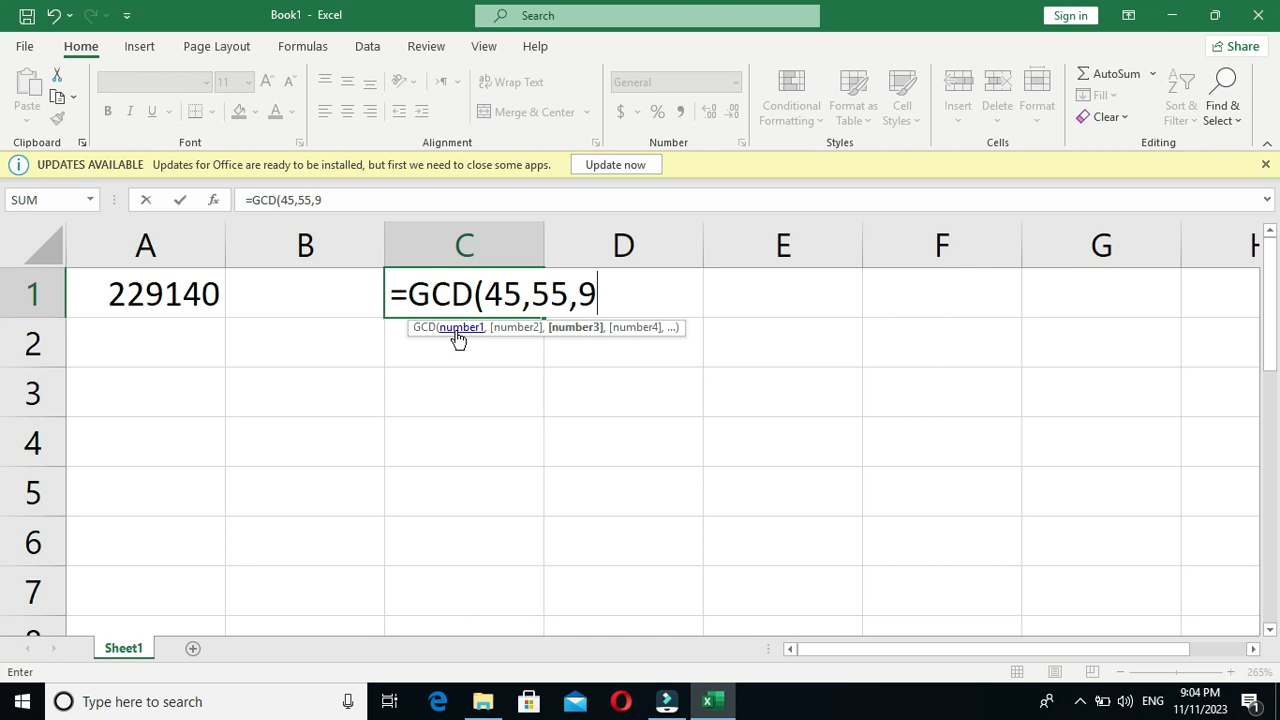 Book1 - Excel
Search
Sign in
File Home Insert Page Layout Formulas Data Review View Help
Share
Paste
11
Wrap Text
Merge & Center
General
Conditional Formatting
Format as Table
Cell Styles
Insert
Delete
Format
AutoSum
Fill
Clear
Sort & Filter
Find & Select
Clipboard Font Alignment Number Styles Cells Editing
UPDATES AVAILABLE Updates for Office are ready to be installed, but first we need to close some apps. Update now
SUM
fx
=GCD(45,55,9
A B C D E F G H
1 229140 =GCD(45,55,9
GCD(number1, [number2], [number3], [number4], ...)
2
3
4
5
6
7
8
Sheet1
Enter
265%
Type here to search
ENG
9:04 PM
11/11/2023
1